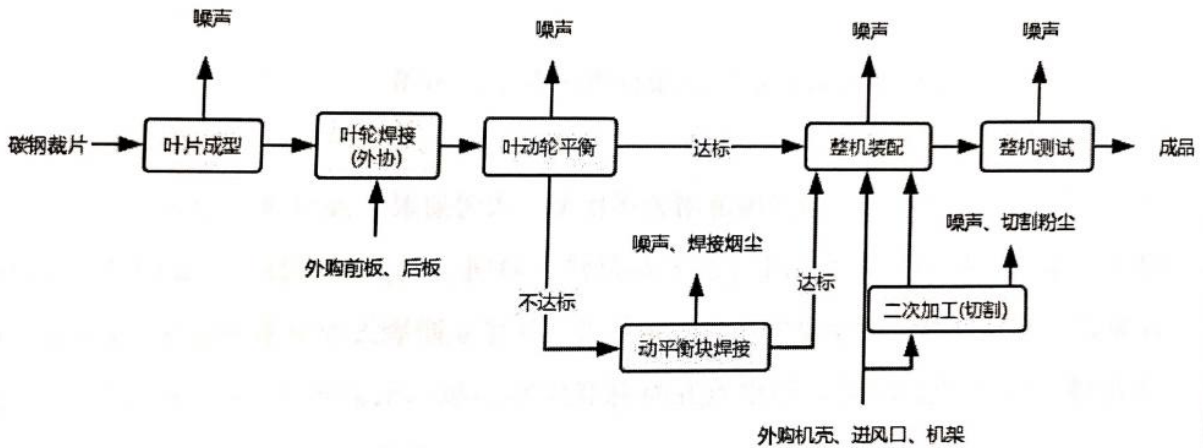 噪声
噪声
噪声
噪声
碳钢裁片
叶片成型
叶轮焊接
(外协)
叶动轮平衡
达标
整机装配
整机测试
成品
外购前板、后板
不达标
噪声、焊接烟尘
达标
噪声、切割粉尘
二次加工(切割)
动平衡块焊接
外购机壳、进风口、机架